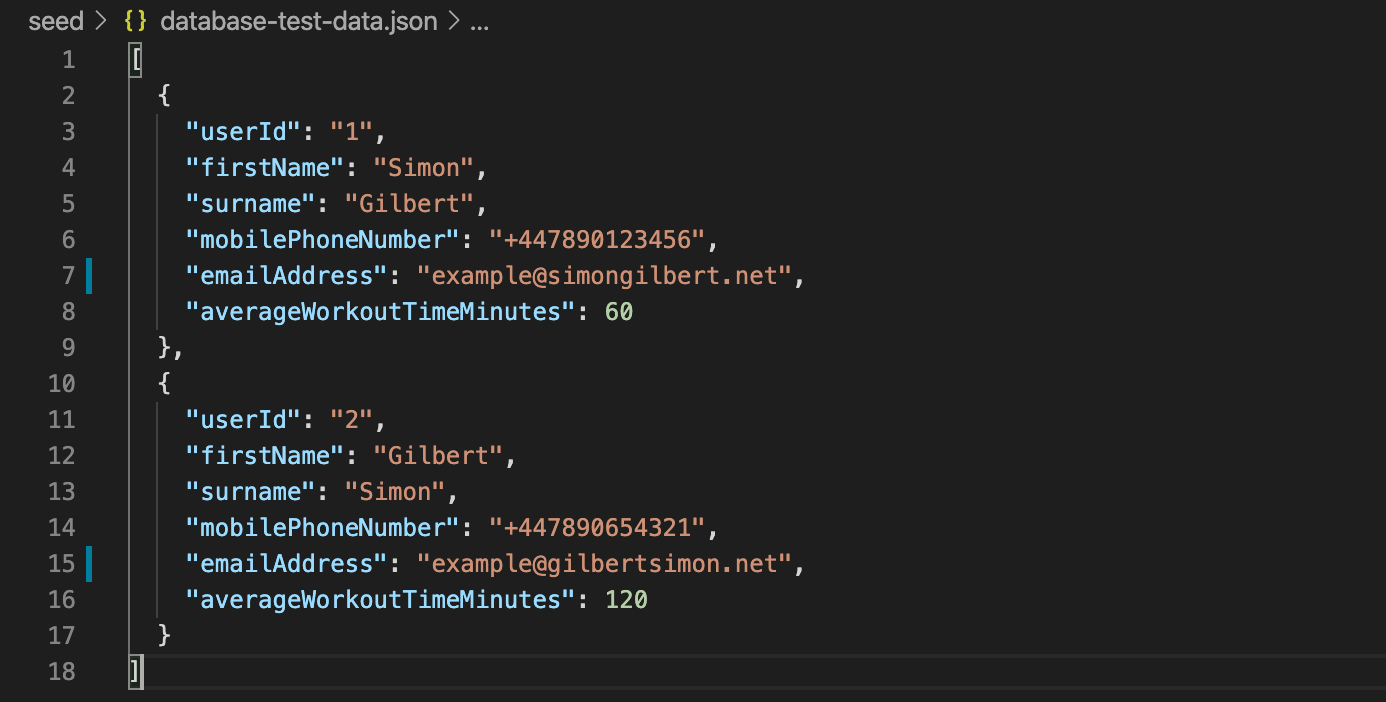 seed > {} database-test-data.json > ...
1 [
2 {
3 "userId": "1",
4 "firstName": "Simon",
5 "surname": "Gilbert",
6 "mobilePhoneNumber": "+447890123456",
7 "emailAddress": "example@simongilbert.net",
8 "averageWorkoutTimeMinutes": 60
9 },
10 {
11 "userId": "2",
12 "firstName": "Gilbert",
13 "surname": "Simon",
14 "mobilePhoneNumber": "+447890654321",
15 "emailAddress": "example@gilbertsimon.net",
16 "averageWorkoutTimeMinutes": 120
17 }
18 ]